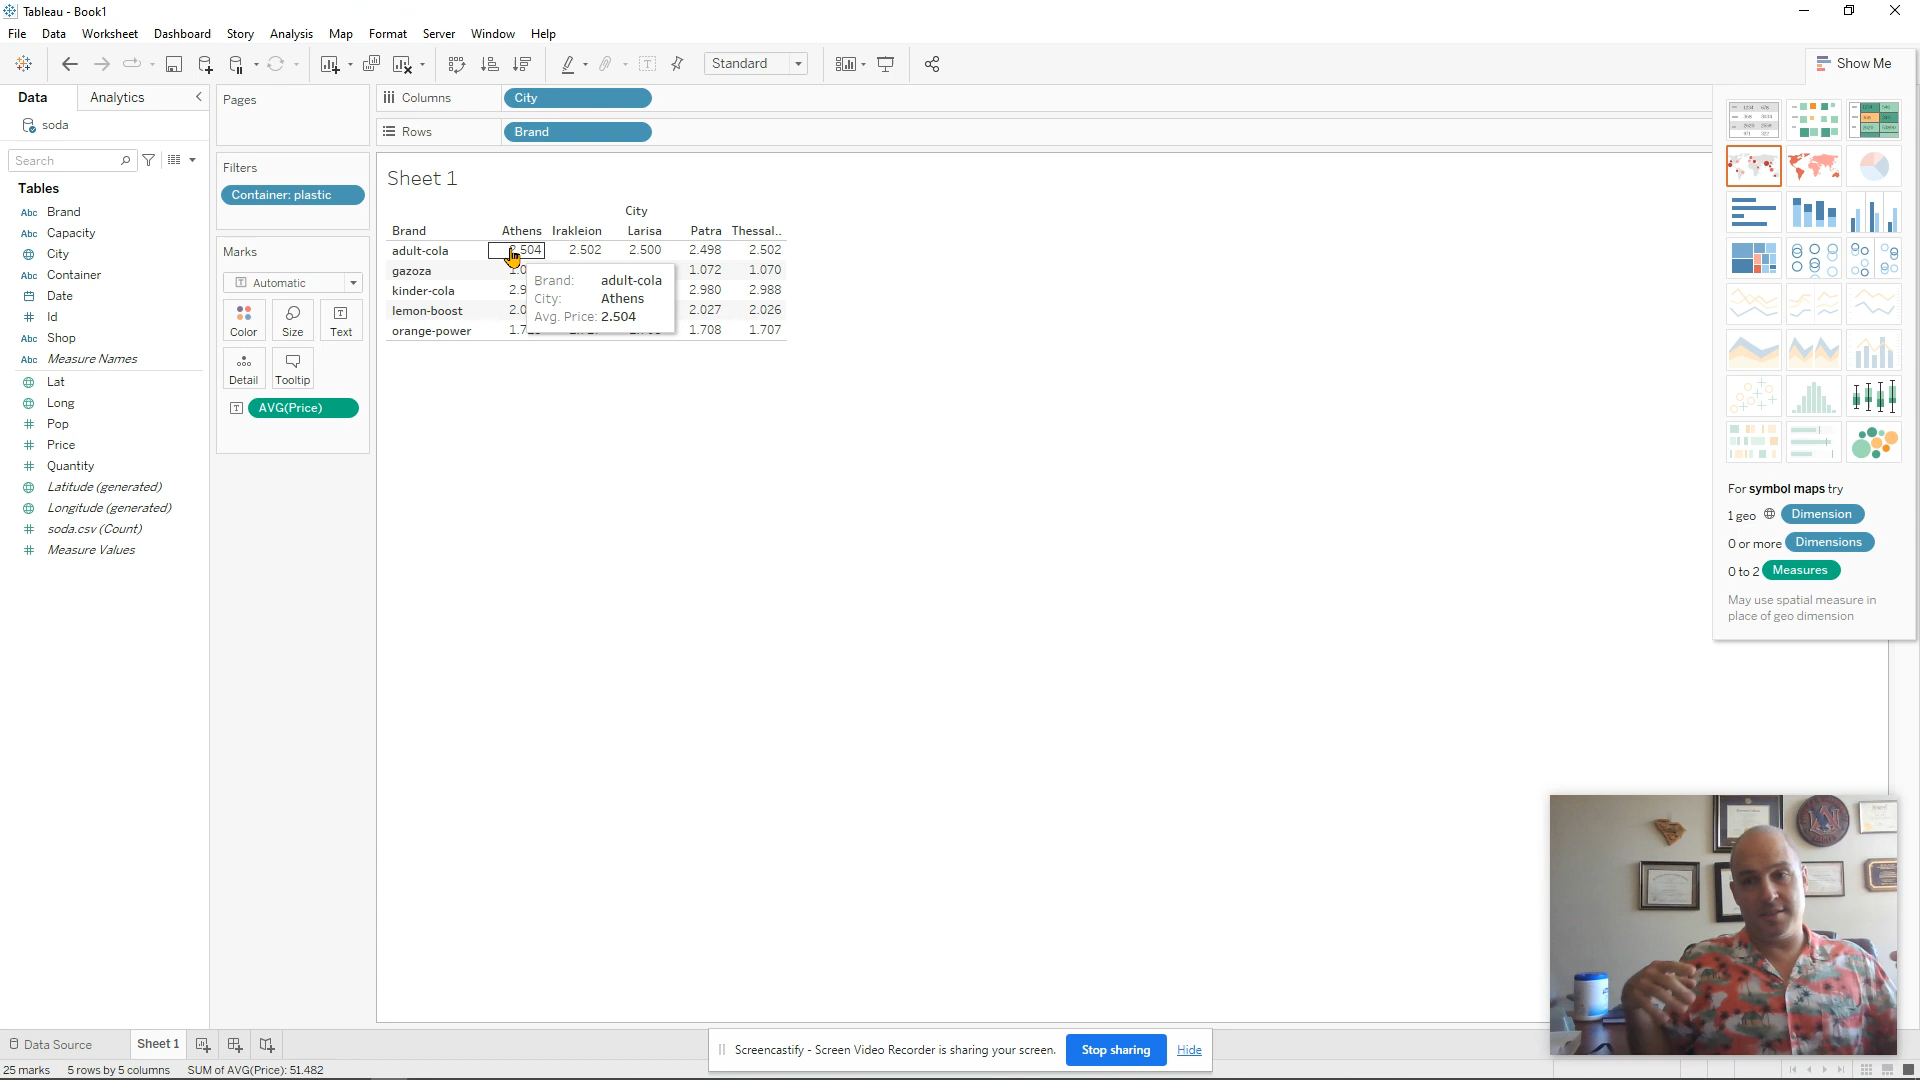 Tableau - Book1
File Data Worksheet Dashboard Story Analysis Map Format Server Window Help
Standard
Show Me
Data Analytics
soda
Search
Tables
Abc Brand
Abc Capacity
City
Abc Container
Date
# Id
Abc Shop
Abc Measure Names
Lat
Long
# Pop
# Price
# Quantity
Latitude (generated)
Longitude (generated)
# soda.csv (Count)
# Measure Values
Pages
Filters
Container: plastic
Marks
Automatic
Color Size Text
Detail Tooltip
AVG(Price)
Columns City
Rows Brand
Sheet 1
City
Brand Athens Irakleion Larisa Patra Thessal..
adult-cola 2.504 2.502 2.500 2.498 2.502
gazoza 1.072 1.070
kinder-cola 2.980 2.988
lemon-boost 2.027 2.026
orange-power 1.708 1.707
Brand: adult-cola
City: Athens
Avg. Price: 2.504
For symbol maps try
1 geo Dimension
0 or more Dimensions
0 to 2 Measures
May use spatial measure in
place of geo dimension
Data Source Sheet 1
Screencastify - Screen Video Recorder is sharing your screen. Stop sharing Hide
25 marks 5 rows by 5 columns SUM of AVG(Price): 51.482